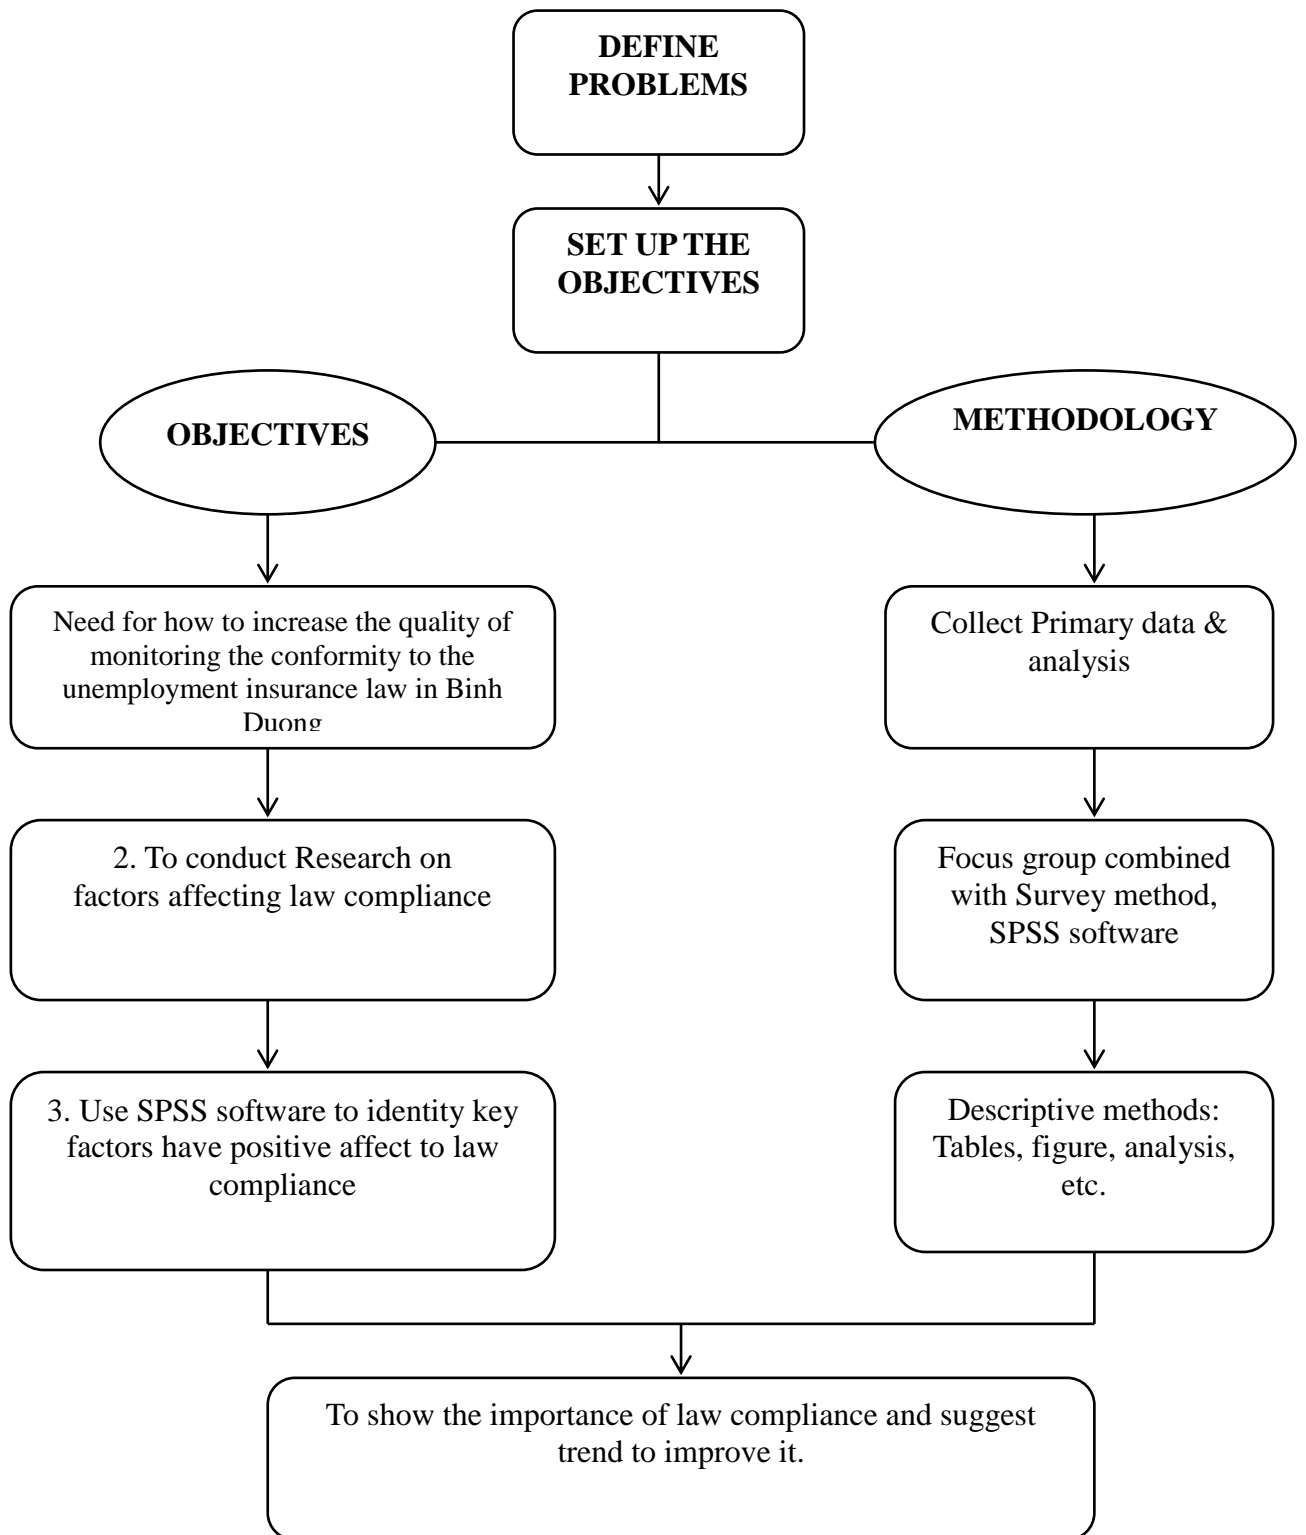 DEFINE
PROBLEMS
SET UP THE
OBJECTIVES
OBJECTIVES
METHODOLOGY
Need for how to increase the quality of
monitoring the conformity to the
unemployment insurance law in Binh
Duong
Collect Primary data &
analysis
2. To conduct Research on
factors affecting law compliance
Focus group combined
with Survey method,
SPSS software
3. Use SPSS software to identity key
factors have positive affect to law
compliance
Descriptive methods:
Tables, figure, analysis,
etc.
To show the importance of law compliance and suggest
trend to improve it.